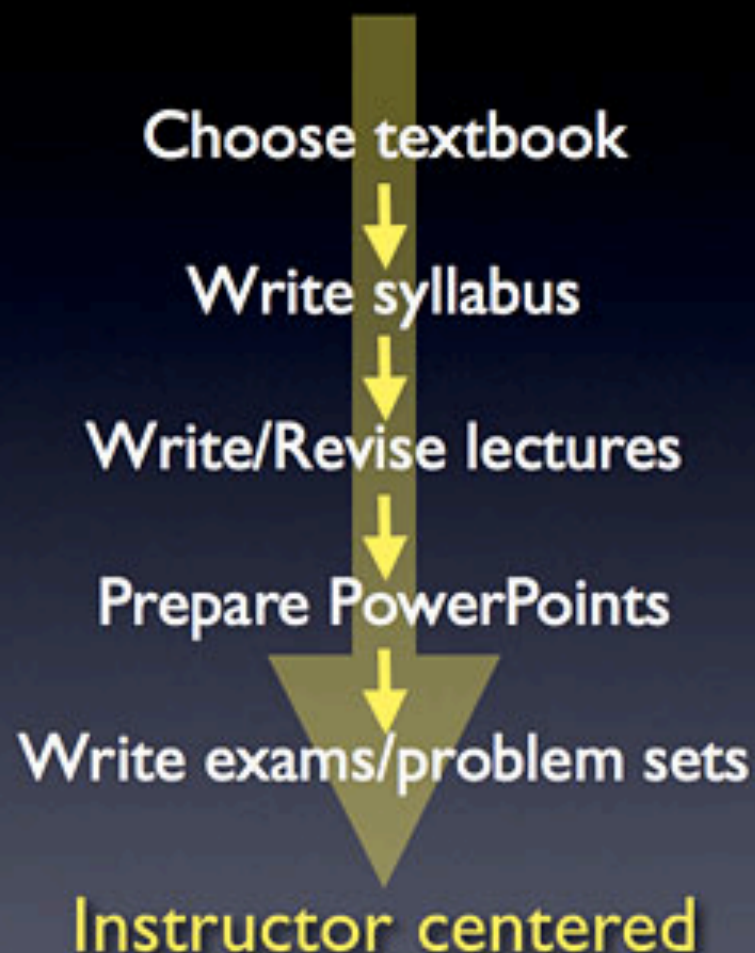 Choose textbook
Write syllabus
Write/Revise lectures
Prepare PowerPoints
Write exams/problem sets
Instructor centered